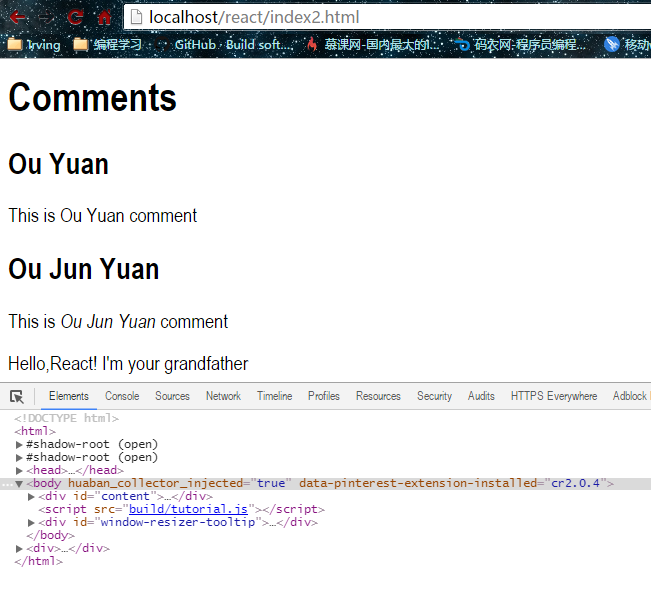 localhost/react/index2.html
Irving 编程学习 GitHub · Build soft... 慕课网-国内最大的I... 码农网-程序员编程... 移动
Comments
Ou Yuan
This is Ou Yuan comment
Ou Jun Yuan
This is Ou Jun Yuan comment
Hello,React! I'm your grandfather
Elements Console Sources Network Timeline Profiles Resources Security Audits HTTPS Everywhere Adblock
<!DOCTYPE html>
<html>
▶#shadow-root (open)
▶#shadow-root (open)
▶<head>…</head>
…▼<body huaban_collector_injected="true" data-pinterest-extension-installed="cr2.0.4">
▶<div id="content">…</div>
<script src="build/tutorial.js"></script>
▶<div id="window-resizer-tooltip">…</div>
</body>
▶<div>…</div>
</html>